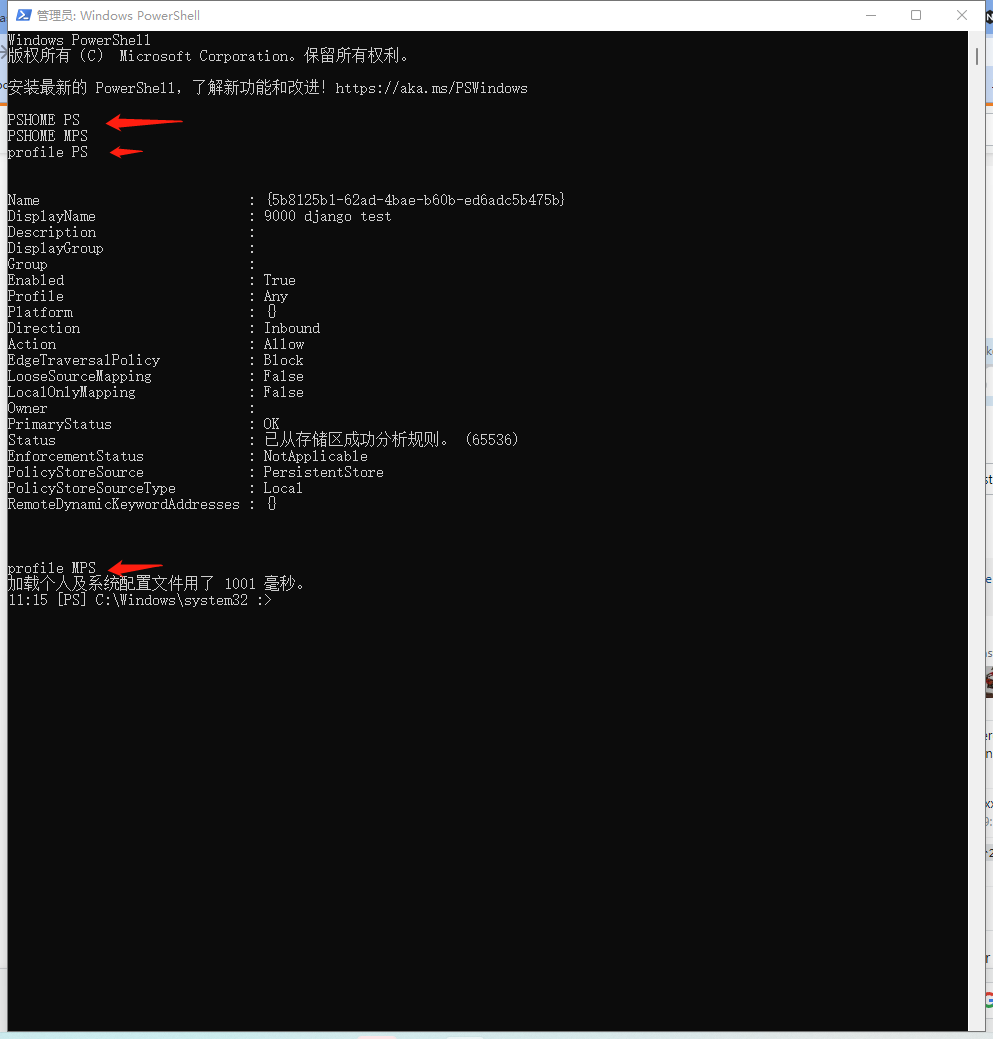 管理员: Windows PowerShell
Windows PowerShell
版权所有 (C) Microsoft Corporation。保留所有权利。
安装最新的 PowerShell，了解新功能和改进！https://aka.ms/PSWindows
PSHOME PS
PSHOME MPS
profile PS
Name : {5b8125b1-62ad-4bae-b60b-ed6adc5b475b}
DisplayName : 9000 django test
Description :
DisplayGroup :
Group :
Enabled : True
Profile : Any
Platform : {}
Direction : Inbound
Action : Allow
EdgeTraversalPolicy : Block
LooseSourceMapping : False
LocalOnlyMapping : False
Owner :
PrimaryStatus : OK
Status : 已从存储区成功分析规则。 (65536)
EnforcementStatus : NotApplicable
PolicyStoreSource : PersistentStore
PolicyStoreSourceType : Local
RemoteDynamicKeywordAddresses : {}
profile MPS
加载个人及系统配置文件用了 1001 毫秒。
11:15 [PS] C:\Windows\system32 :>